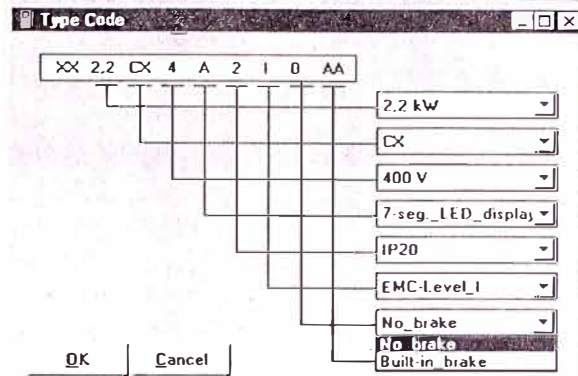 Type Code
XX 2,2 CX 4 A 2 I 0 AA
2,2 kW
CX
400 V
7-seg._LED_display
IP20
EMC-Level_I
No_brake
No_brake
Built-in_brake
OK Cancel